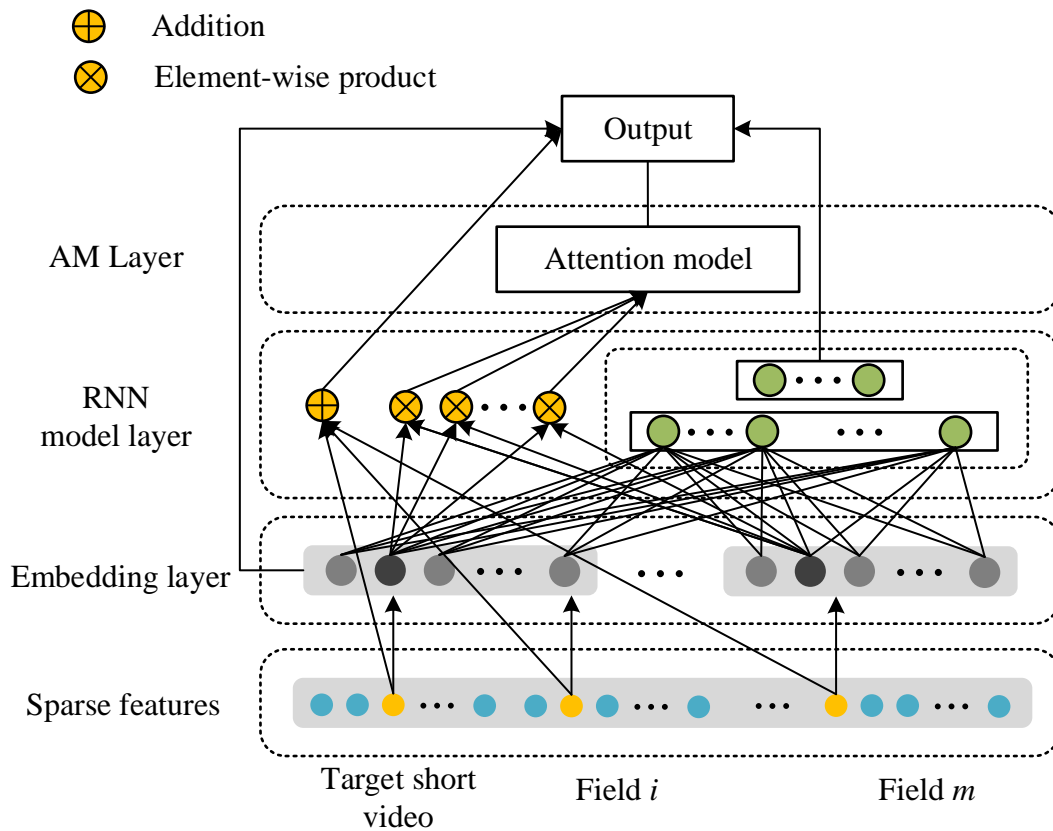 Addition
Element-wise product
Output
AM Layer
Attention model
RNN
model layer
Embedding layer
Sparse features
Target short
video
Field i
Field m